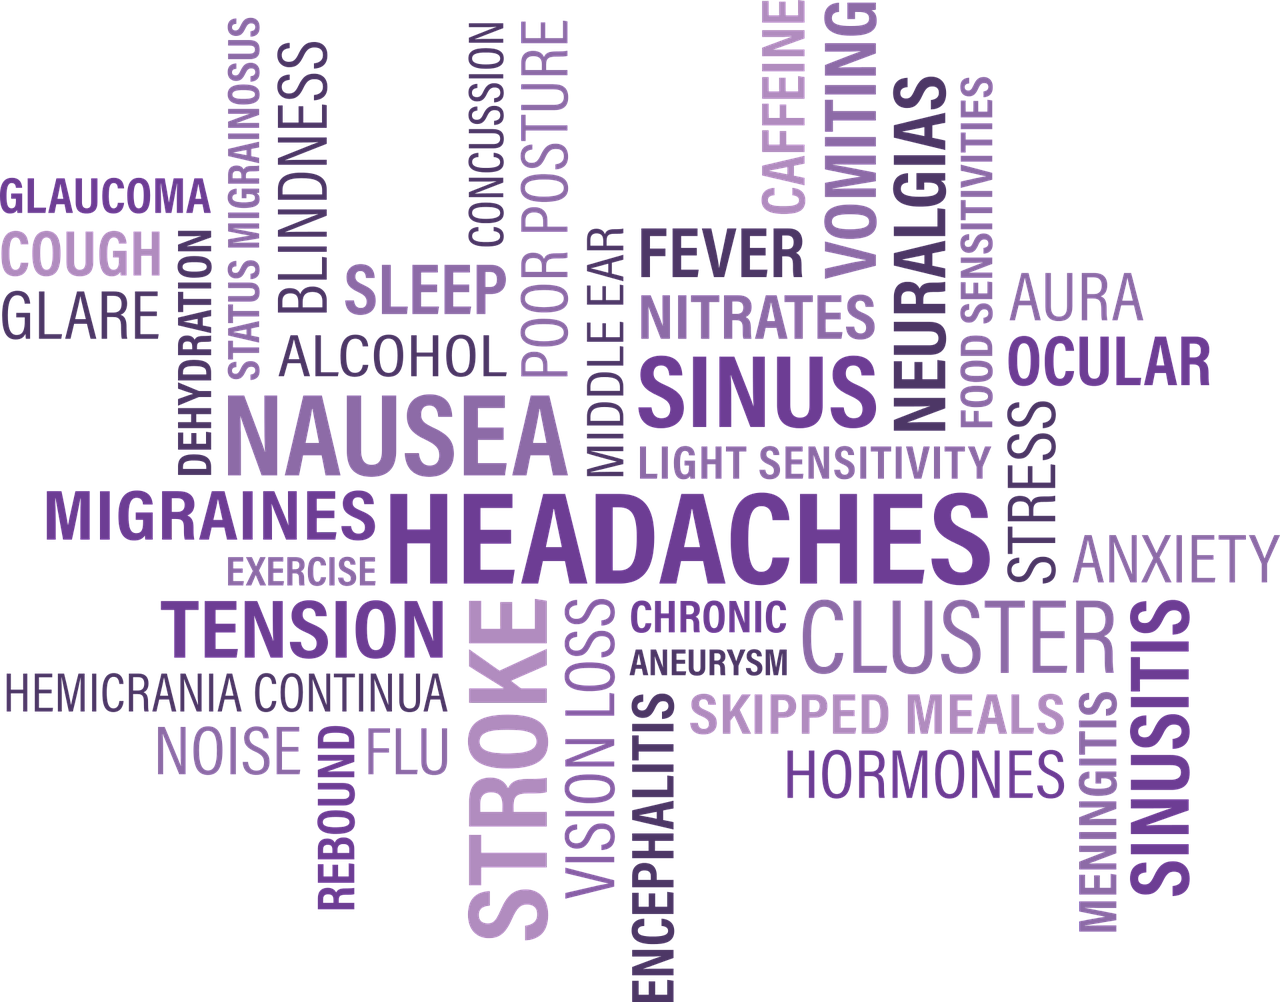 GLAUCOMA
COUGH
GLARE
DEHYDRATION
STATUS MIGRAINOSUS
BLINDNESS
SLEEP
ALCOHOL
NAUSEA
CONCUSSION
POOR POSTURE
MIDDLE EAR
CAFFEINE
VOMITING
FEVER
NITRATES
SINUS
LIGHT SENSITIVITY
NEURALGIAS
FOOD SENSITIVITIES
AURA
OCULAR
STRESS
ANXIETY
MIGRAINES
EXERCISE
HEADACHES
TENSION
HEMICRANIA CONTINUA
NOISE
REBOUND
FLU
STROKE
VISION LOSS
CHRONIC
ANEURYSM
ENCEPHALITIS
CLUSTER
SKIPPED MEALS
HORMONES
MENINGITIS
SINUSITIS